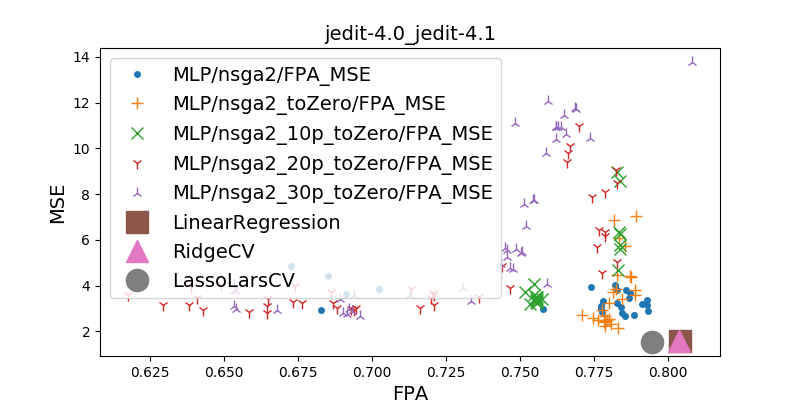 jedit-4.0_jedit-4.1
14
12
10
8
6
4
2
MSE
MLP/nsga2/FPA_MSE
MLP/nsga2_toZero/FPA_MSE
MLP/nsga2_10p_toZero/FPA_MSE
MLP/nsga2_20p_toZero/FPA_MSE
MLP/nsga2_30p_toZero/FPA_MSE
LinearRegression
RidgeCV
LassoLarsCV
0.625 0.650 0.675 0.700 0.725 0.750 0.775 0.800
FPA